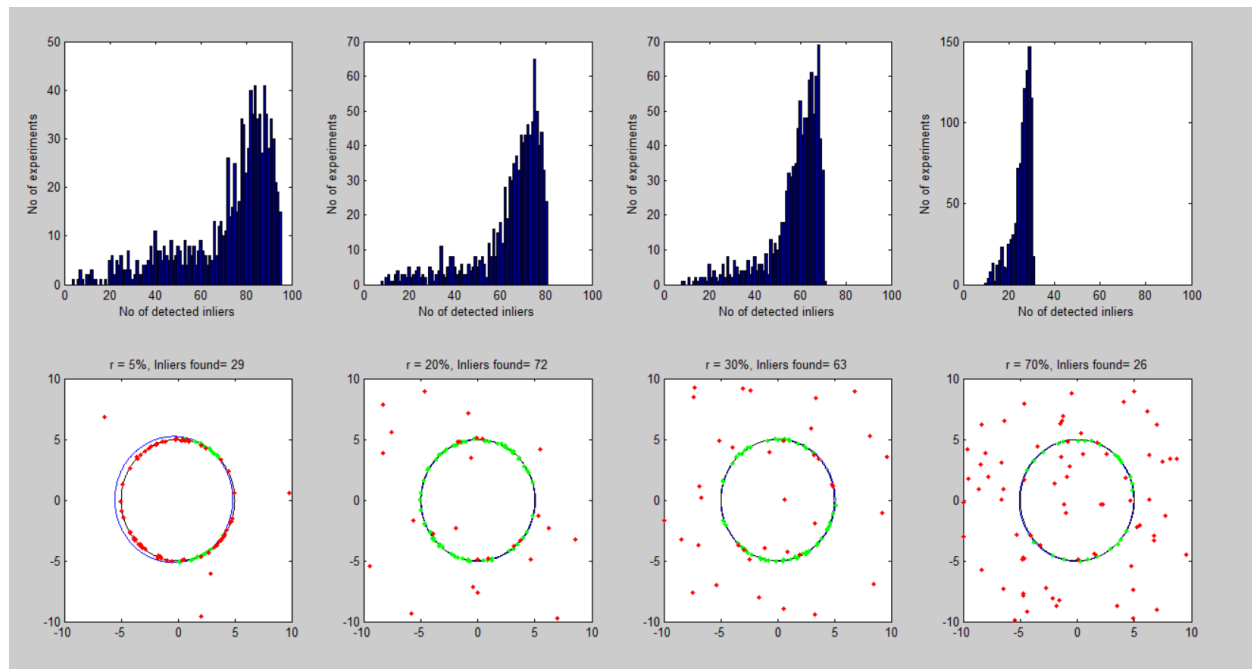 50
40
30
20
10
0
0 20 40 60 80 100
No of experiments
No of detected inliers
70
60
50
40
30
20
10
0
0 20 40 60 80 100
No of experiments
No of detected inliers
70
60
50
40
30
20
10
0
0 20 40 60 80 100
No of experiments
No of detected inliers
150
100
50
0
0 20 40 60 80 100
No of experiments
No of detected inliers
r = 5%, Inliers found= 29
10
5
0
-5
-10
-10 -5 0 5 10
r = 20%, Inliers found= 72
10
5
0
-5
-10
-10 -5 0 5 10
r = 30%, Inliers found= 63
10
5
0
-5
-10
-10 -5 0 5 10
r = 70%, Inliers found= 26
10
5
0
-5
-10
-10 -5 0 5 10